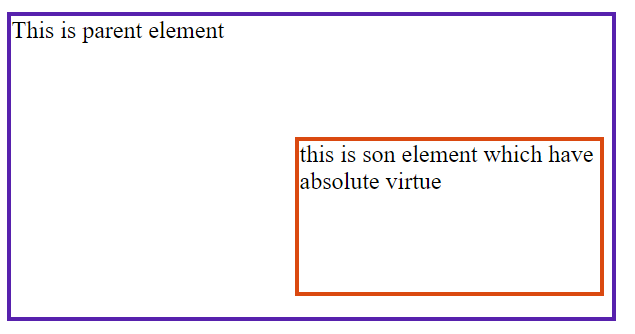 This is parent element
this is son element which have
absolute virtue